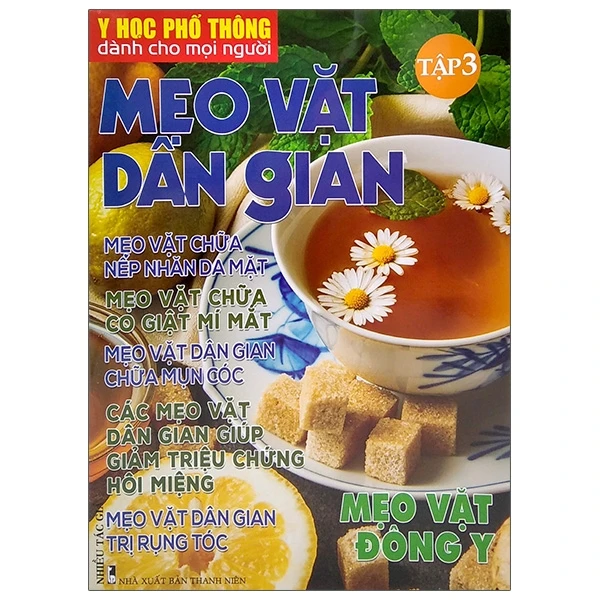 Y HỌC PHỔ THÔNG
dành cho mọi người
TẬP 3
MẸO VẶT
DÂN gIAN
MẸO VẶT CHỮA
NẾP NHĂN DA MẶT
MẸO VẶT CHỮA
CO GIẬT MÍ MẮT
MẸO VẶT DÂN GIAN
CHỮA MỤN CÓC
CÁC MẸO VẶT
DÂN GIAN GIÚP
GIẢM TRIỆU CHỨNG
HÔI MIỆNG
MẸO VẶT DÂN GIAN
TRỊ RỤNG TÓC
MẸO VẶT
ĐÔNG Y
NHIỀU TÁC GIẢ
NHÀ XUẤT BẢN THANH NIÊN